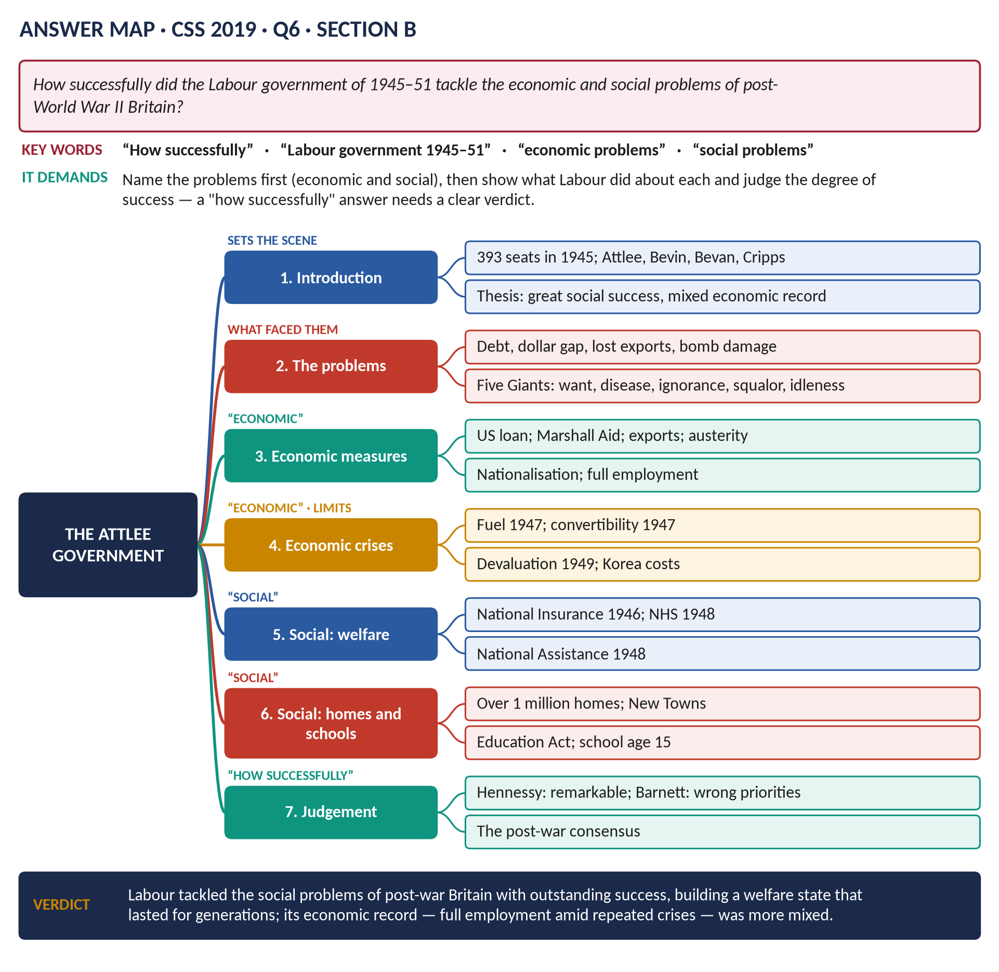 ANSWER MAP · CSS 2019 · Q6 · SECTION B
How successfully did the Labour government of 1945–51 tackle the economic and social problems of post-
World War II Britain?
KEY WORDS “How successfully” · “Labour government 1945–51” · “economic problems” · “social problems”
IT DEMANDS Name the problems first (economic and social), then show what Labour did about each and judge the degree of
success — a "how successfully" answer needs a clear verdict.
THE ATTLEE
GOVERNMENT
SETS THE SCENE
1. Introduction
393 seats in 1945; Attlee, Bevin, Bevan, Cripps
Thesis: great social success, mixed economic record
WHAT FACED THEM
2. The problems
Debt, dollar gap, lost exports, bomb damage
Five Giants: want, disease, ignorance, squalor, idleness
“ECONOMIC”
3. Economic measures
US loan; Marshall Aid; exports; austerity
Nationalisation; full employment
“ECONOMIC” · LIMITS
4. Economic crises
Fuel 1947; convertibility 1947
Devaluation 1949; Korea costs
“SOCIAL”
5. Social: welfare
National Insurance 1946; NHS 1948
National Assistance 1948
“SOCIAL”
6. Social: homes and
schools
Over 1 million homes; New Towns
Education Act; school age 15
“HOW SUCCESSFULLY”
7. Judgement
Hennessy: remarkable; Barnett: wrong priorities
The post-war consensus
VERDICT
Labour tackled the social problems of post-war Britain with outstanding success, building a welfare state that
lasted for generations; its economic record — full employment amid repeated crises — was more mixed.